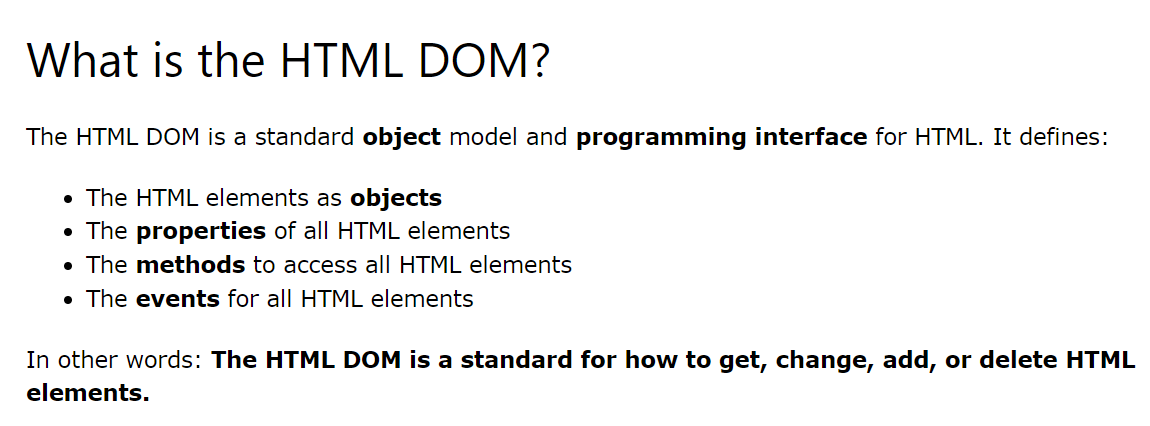 What is the HTML DOM?
The HTML DOM is a standard object model and programming interface for HTML. It defines:
• The HTML elements as objects
• The properties of all HTML elements
• The methods to access all HTML elements
• The events for all HTML elements
In other words: The HTML DOM is a standard for how to get, change, add, or delete HTML
elements.